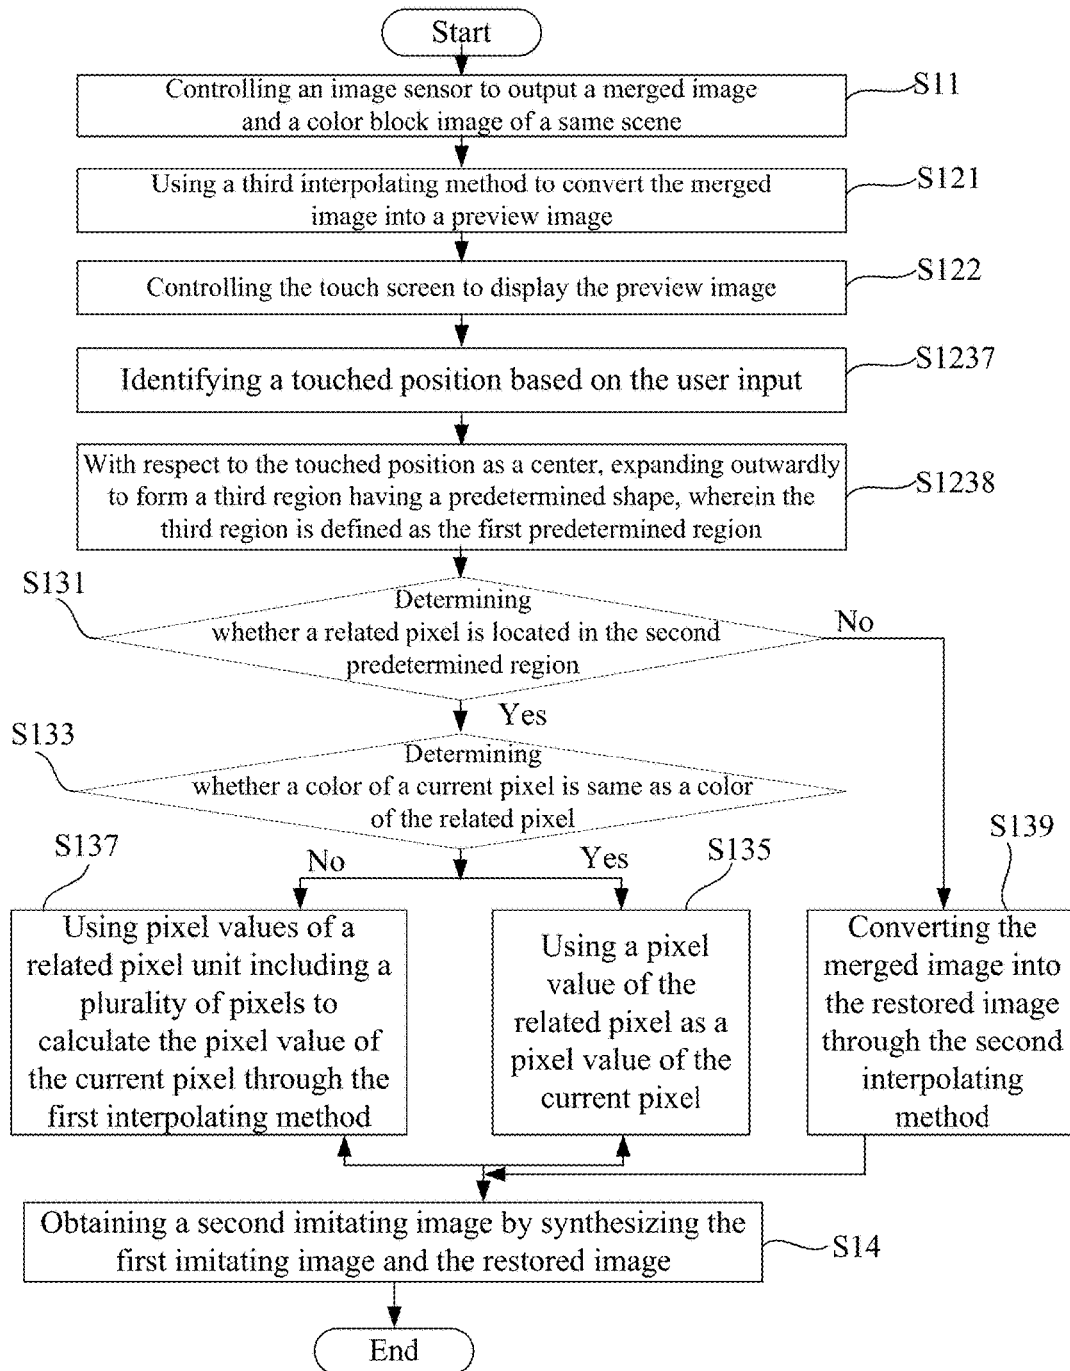 Start
Controlling an image sensor to output a merged image
and a color block image of a same scene
S11
Using a third interpolating method to convert the merged
image into a preview image
S121
Controlling the touch screen to display the preview image
S122
Identifying a touched position based on the user input
S1237
With respect to the touched position as a center, expanding outwardly
to form a third region having a predetermined shape, wherein the
third region is defined as the first predetermined region
S1238
S131
Determining
whether a related pixel is located in the second
predetermined region
No
Yes
S133
Determining
whether a color of a current pixel is same as a color
of the related pixel
S137
No
Yes
S135
S139
Using pixel values of a
related pixel unit including a
plurality of pixels to
calculate the pixel value of
the current pixel through the
first interpolating method
Using a pixel
value of the
related pixel as a
pixel value of the
current pixel
Converting the
merged image into
the restored image
through the second
interpolating
method
Obtaining a second imitating image by synthesizing the
first imitating image and the restored image
S14
End